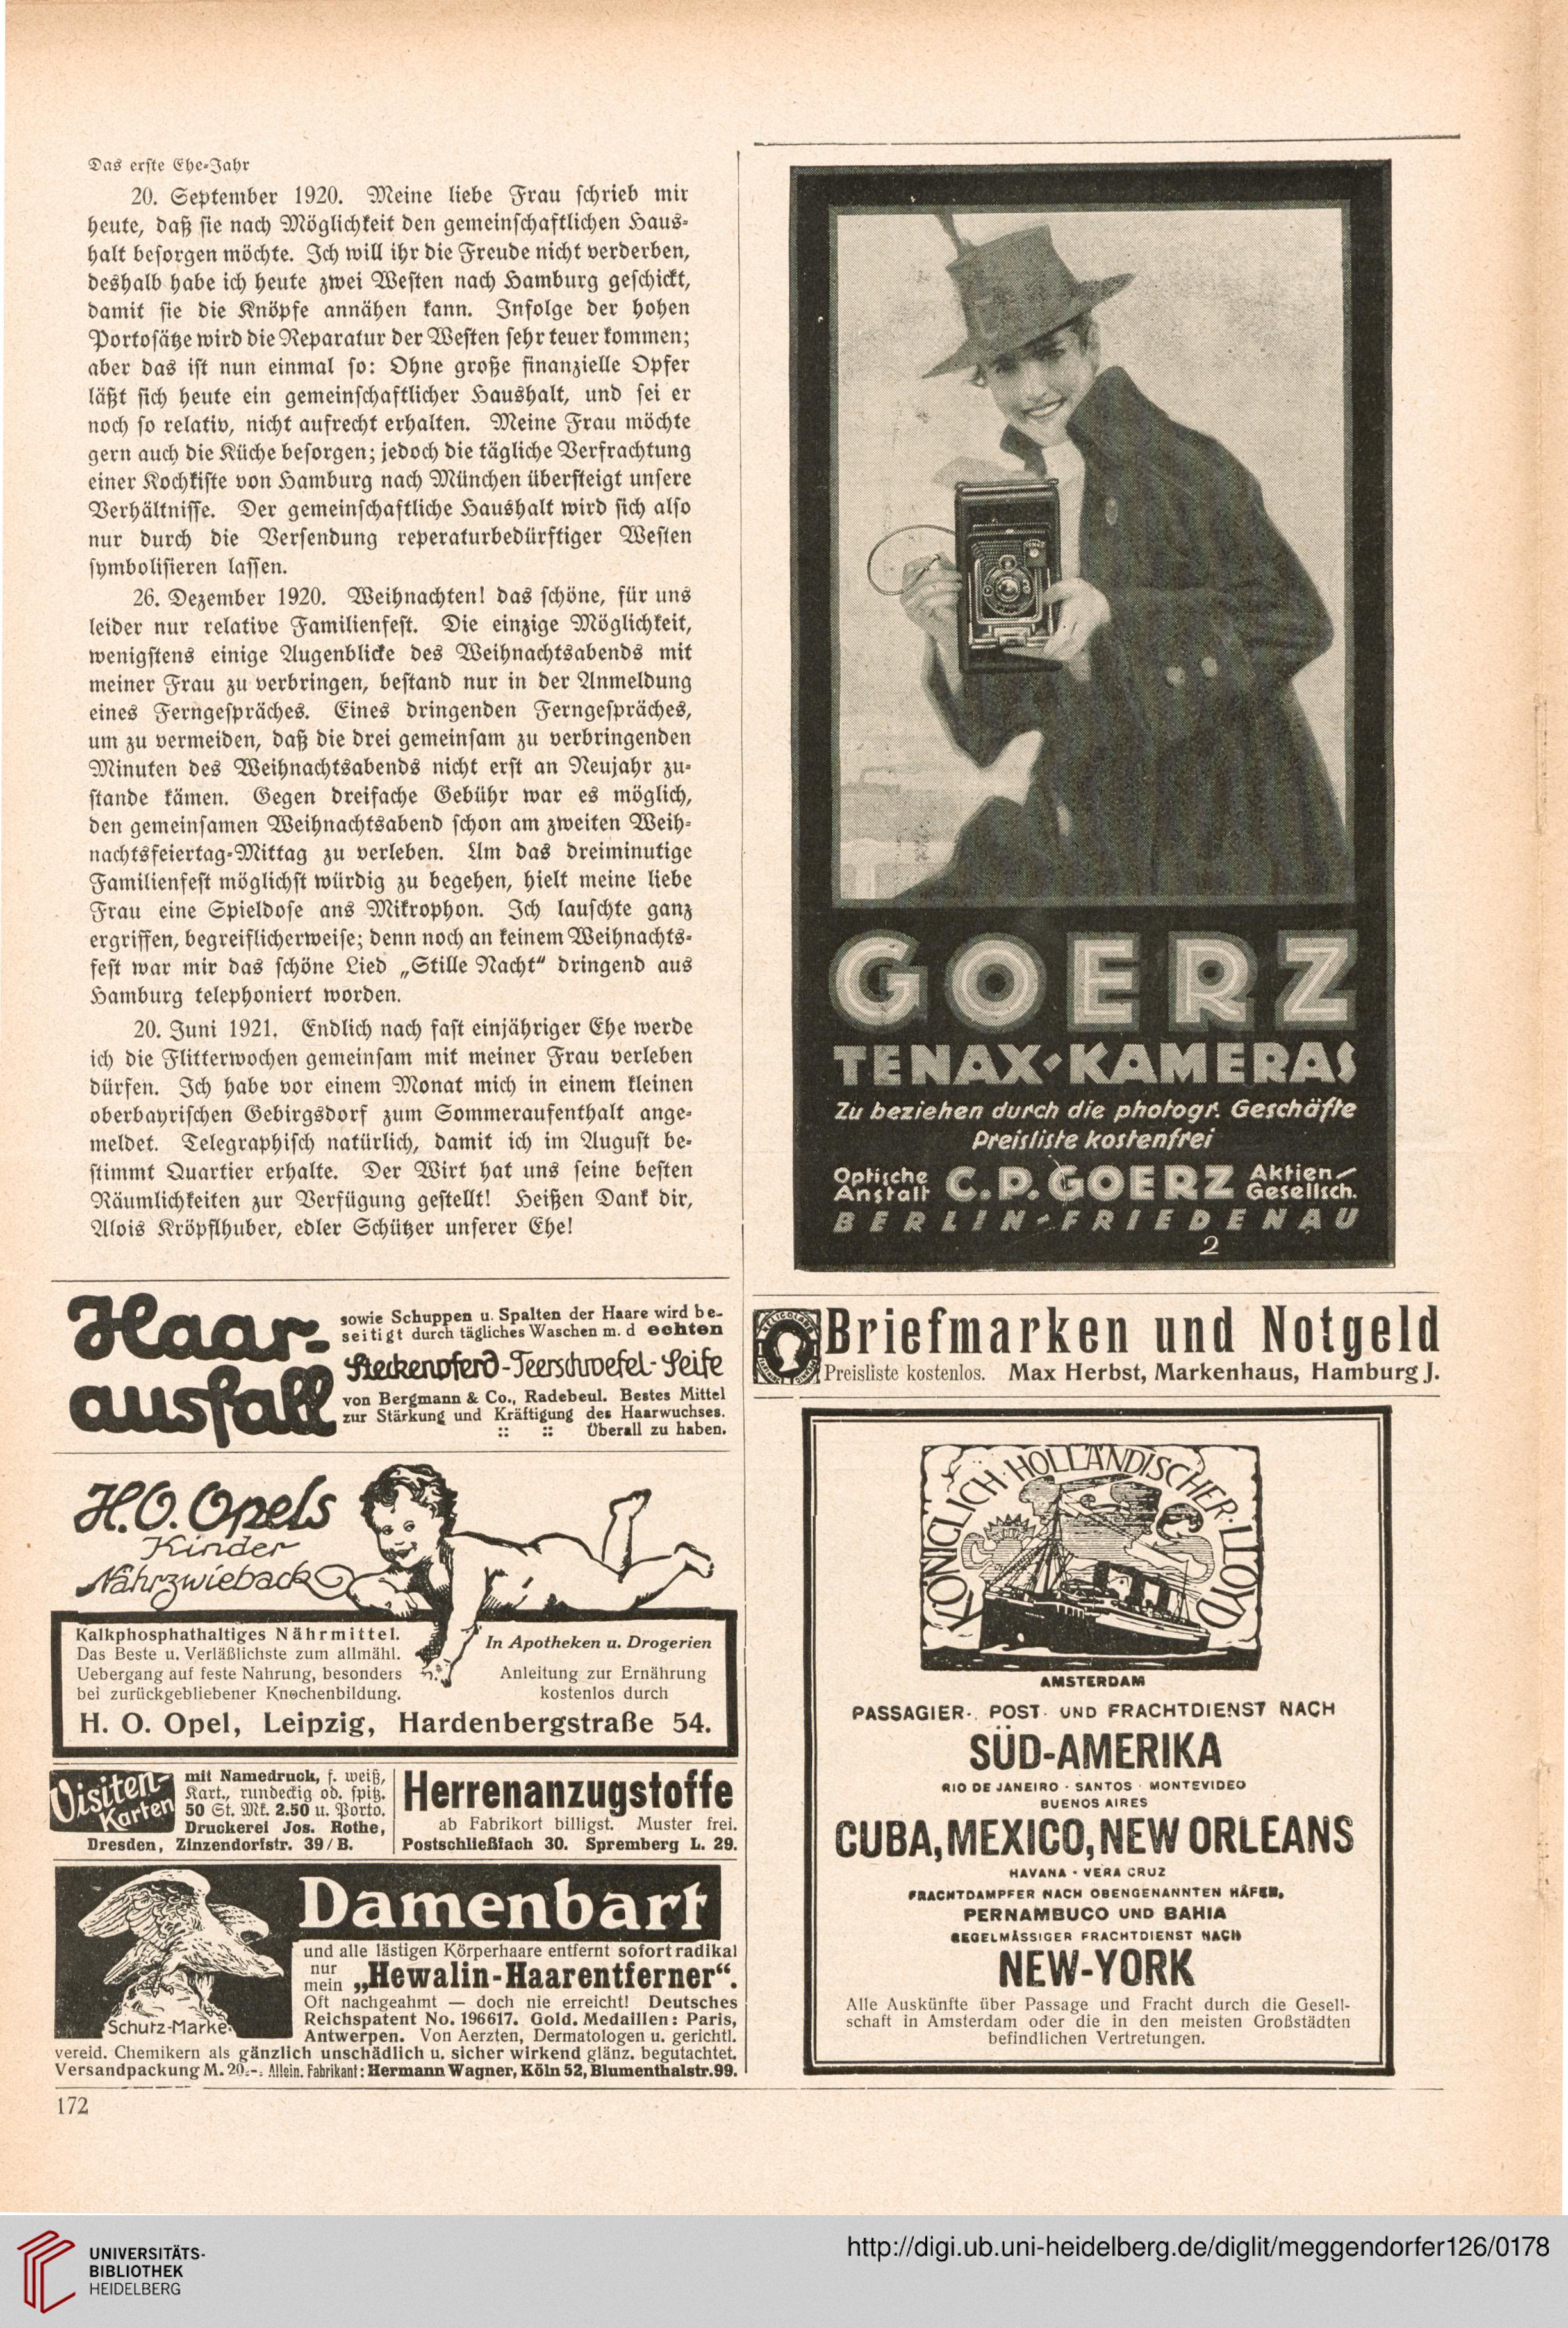 Das erste Ehe-Jahr
20. September 1920. Meine liebe Frau schrieb mir
heute, daß sie nach Möglichkeit den gemeinschaftlichen Haus-
halt besorgen möchte. Ich will ihr die Freude nicht verderben,
deshalb habe ich heute zwei Westen nach Hamburg geschickt,
damit sie die Knöpfe annähen kann. Infolge der hohen
Portosätze wird die Reparatur der Westen sehr teuer kommen;
aber das ist nun einmal so: Ohne große finanzielle Opfer
läßt sich heute ein gemeinschaftlicher Haushalt, und sei er
noch so relativ, nicht aufrecht erhalten. Meine Frau möchte
gern auch die Küche besorgen; jedoch die tägliche Verfrachtung
einer Kochkiste von Hamburg nach München übersteigt unsere
Verhältnisse. Der gemeinschaftliche Haushalt wird sich also
nur durch die Versendung reperaturbedürftiger Westen
symbolisieren lassen.
26. Dezember 1920. Weihnachten! das schöne, für uns
leider nur relative Familienfest. Die einzige Möglichkeit,
wenigstens einige Augenblicke des Weihnachtsabends mit
meiner Frau zu verbringen, bestand nur in der Anmeldung
eines Ferngespräches. Eines dringenden Ferngespräches,
um zu vermeiden, daß die drei gemeinsam zu verbringenden
Minuten des Weihnachtsabends nicht erst an Neujahr zu-
stande kämen. Gegen dreifache Gebühr war es möglich,
den gemeinsamen Weihnachtsabend schon am zweiten Weih-
nachtsfeiertag-Mittag zu verleben. Um das dreiminutige
Familienfest möglichst würdig zu begehen, hielt meine liebe
Frau eine Spieldose ans Mikrophon. Ich lauschte ganz
ergriffen, begreiflicherweise; denn noch an keinem Weihnachts-
fest war mir das schöne Lied „Stille Nacht“ dringend aus
Hamburg telephoniert worden.
20. Juni 1921. Endlich nach fast einjähriger Ehe werde
ich die Flitterwochen gemeinsam mit meiner Frau verleben
dürfen. Ich habe vor einem Monat mich in einem kleinen
oberbayrischen Gebirgsdorf zum Sommeraufenthalt ange-
meldet. Telegraphisch natürlich, damit ich im August be-
stimmt Quartier erhalte. Der Wirt hat uns seine besten
Räumlichkeiten zur Verfügung gestellt! Heißen Dank dir,
Alois Kröpflhuber, edler Schützer unserer Ehe!
Haar-
ausfall
sowie Schuppen u. Spalten der Haare wird be-
seitigt durch tägliches Waschen m. d echten
Steckenpferd-Teerschwefel-Seife
von Bergmann & Co., Radebeul. Bestes Mittel
zur Stärkung und Kräftigung des Haarwuchses.
:: :: Überall zu haben.
H.O. Opels
Kinder
Nährzwieback
Kalkphosphathaltiges Nährmittel.
Das Beste u. Verläßlichste zum allmähl.
Uebergang auf feste Nahrung, besonders
bei zurückgebliebener Knochenbildung.
In Apotheken u. Drogerien
Anleitung zur Ernährung
kostenlos durch
H. O. Opel, Leipzig, Hardenbergstraße 54.
Visiten-
Karten
mit Namedruck, f. weiß,
Kart., rundeckig od. spitz.
50 St. Mk. 2.50 u. Porto.
Druckerei Jos. Rothe,
Dresden, Zinzendorfstr. 39/B.
Herrenanzugstoffe
ab Fabrikort billigst. Muster frei.
Postschließfach 30. Spremberg L. 29.
Schutz-Marke.
Damenbart
und alle lästigen Körperhaare entfernt sofort radikal
nur
mein „Hewalin-Haarentferner“.
Oft nachgeahmt — doch nie erreicht! Deutsches
Reichspatent No. 196617. Gold. Medaillen: Paris,
Antwerpen. Von Aerzten, Dermatologen u. gerichtl.
vereid. Chemikern als gänzlich unschädlich u. sicher wirkend glänz. begutachtet.
Versandpackung M. 20.-. Allein. Fabrikant: Hermann Wagner, Köln 52, Blumenthalstr. 99.
172
GOERZ
TENAX-KAMERAS
Zu beziehen durch die photogr. Geschäfte
Preisliste kostenfrei
Optische
Anstalt
C.P. GOERZ
Aktien-
Gesellsch.
BERLIN-FRIEDENAU
2
Briefmarken und Notgeld
Preisliste kostenlos. Max Herbst, Markenhaus, Hamburg J.
KÖNIGLICH·HOLLÄNDISCHER·LLOYD
AMSTERDAM
PASSAGIER-, POST- UND FRACHTDIENST NACH
SÜD-AMERIKA
RIO DE JANEIRO · SANTOS · MONTEVIDEO
BUENOS AIRES
CUBA, MEXICO, NEW ORLEANS
HAVANA · VERA CRUZ
FRACHTDAMPFER NACH OBENGENANNTEN HÄFEN,
PERNAMBUCO UND BAHIA
REGELMÄSSIGER FRACHTDIENST NACH
NEW-YORK
Alle Auskünfte über Passage und Fracht durch die Gesell-
schaft in Amsterdam oder die in den meisten Großstädten
befindlichen Vertretungen.
UNIVERSITÄTS-
BIBLIOTHEK
HEIDELBERG
http://digi.ub.uni-heidelberg.de/diglit/meggendorfer126/0178